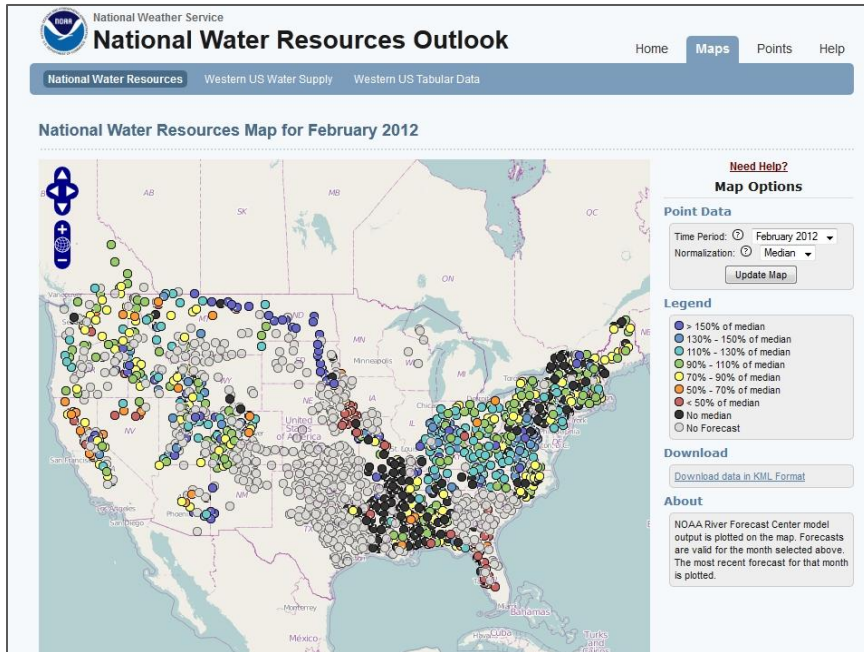 NOAA
National Weather Service
National Water Resources Outlook
Home Maps Points Help
National Water Resources Western US Water Supply Western US Tabular Data
National Water Resources Map for February 2012
Need Help?
Map Options
Point Data
Time Period: ? February 2012
Normalization: ? Median
Update Map
Legend
> 150% of median
130% - 150% of median
110% - 130% of median
90% - 110% of median
70% - 90% of median
50% - 70% of median
< 50% of median
No median
No Forecast
Download
Download data in KML Format
About
NOAA River Forecast Center model
output is plotted on the map. Forecasts
are valid for the month selected above.
The most recent forecast for that month
is plotted.
AB
SK
MB
ON
QC
ND
MN
Minneapolis
MI
IA
NE
IL
NV
NM
United
States
of America
Monterrey
México
Cuba
Bahamas
Turks
and